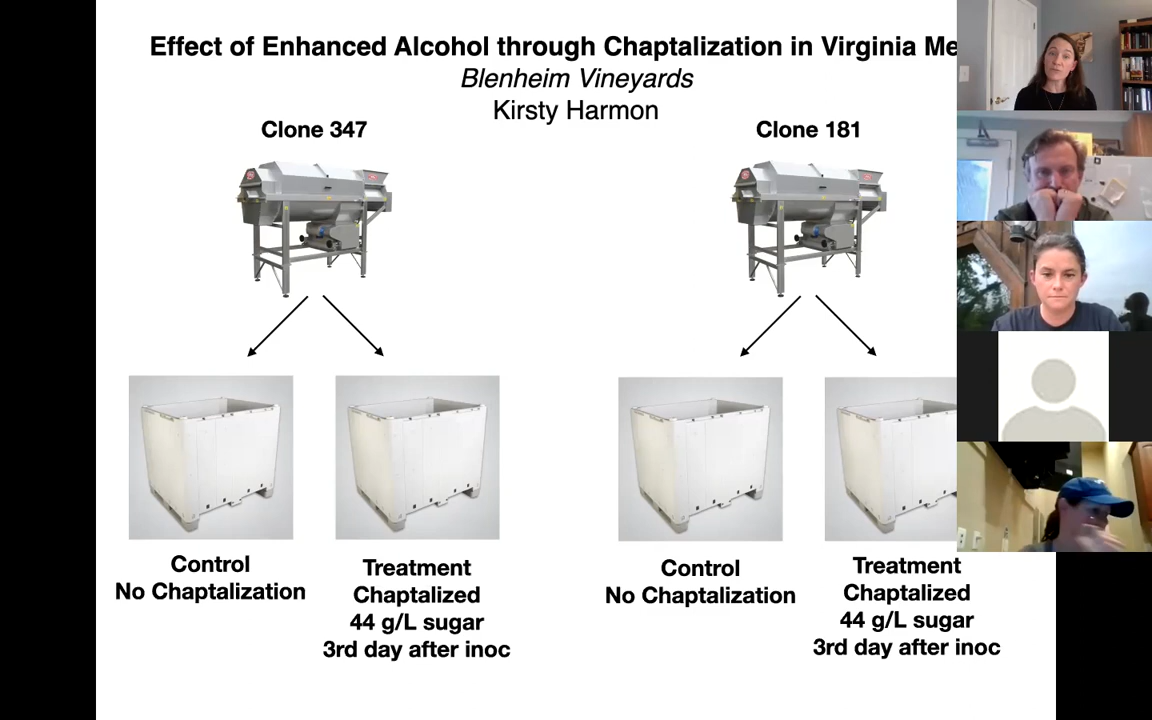 Effect of Enhanced Alcohol through Chaptalization in Virginia Me
Blenheim Vineyards
Kirsty Harmon
Clone 347
Clone 181
Control
No Chaptalization
Treatment
Chaptalized
44 g/L sugar
3rd day after inoc
Control
No Chaptalization
Treatment
Chaptalized
44 g/L sugar
3rd day after inoc